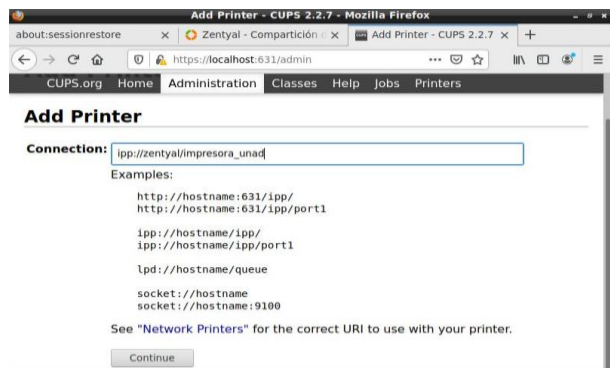 Add Printer - CUPS 2.2.7 - Mozilla Firefox
about:sessionrestore
Zentyal - Compartición
Add Printer - CUPS 2.2.7
https://localhost:631/admin
CUPS.org Home Administration Classes Help Jobs Printers
Add Printer
Connection: ipp://zentyal/impresora_unad
Examples:
http://hostname:631/ipp/
http://hostname:631/ipp/port1
ipp://hostname/ipp/
ipp://hostname/ipp/port1
lpd://hostname/queue
socket://hostname
socket://hostname:9100
See "Network Printers" for the correct URI to use with your printer.
Continue